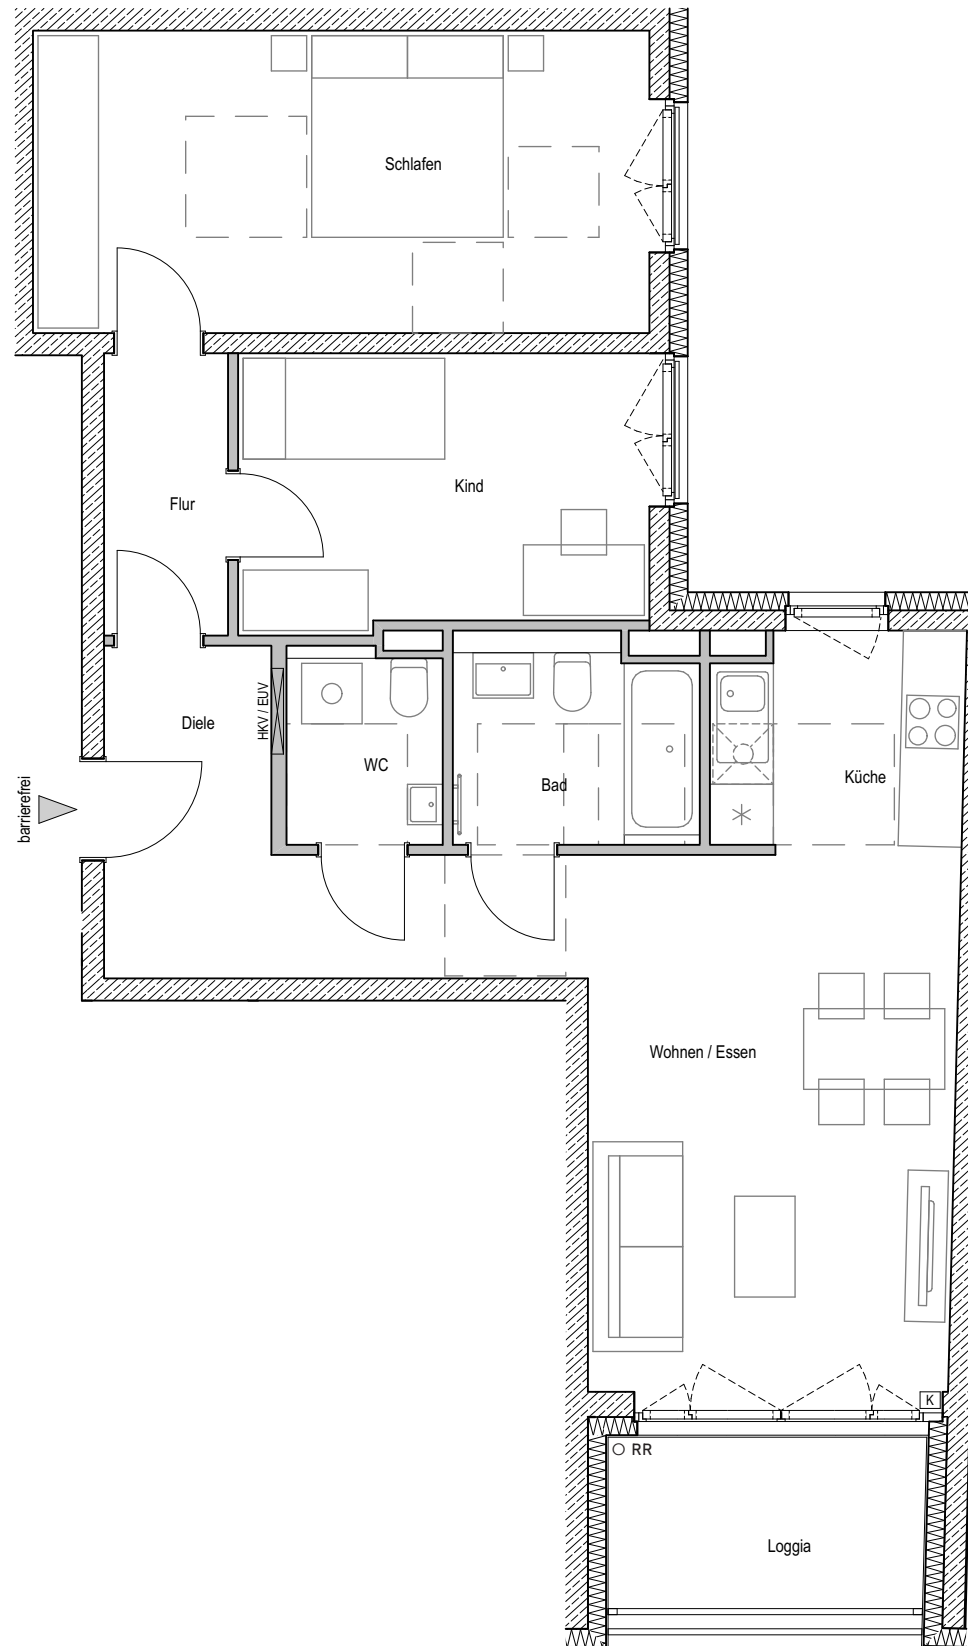 Schlafen
Kind
Flur
Diele
HKV / EUV
WC
Bad
Küche
barrierefrei
Wohnen / Essen
K
RR
Loggia